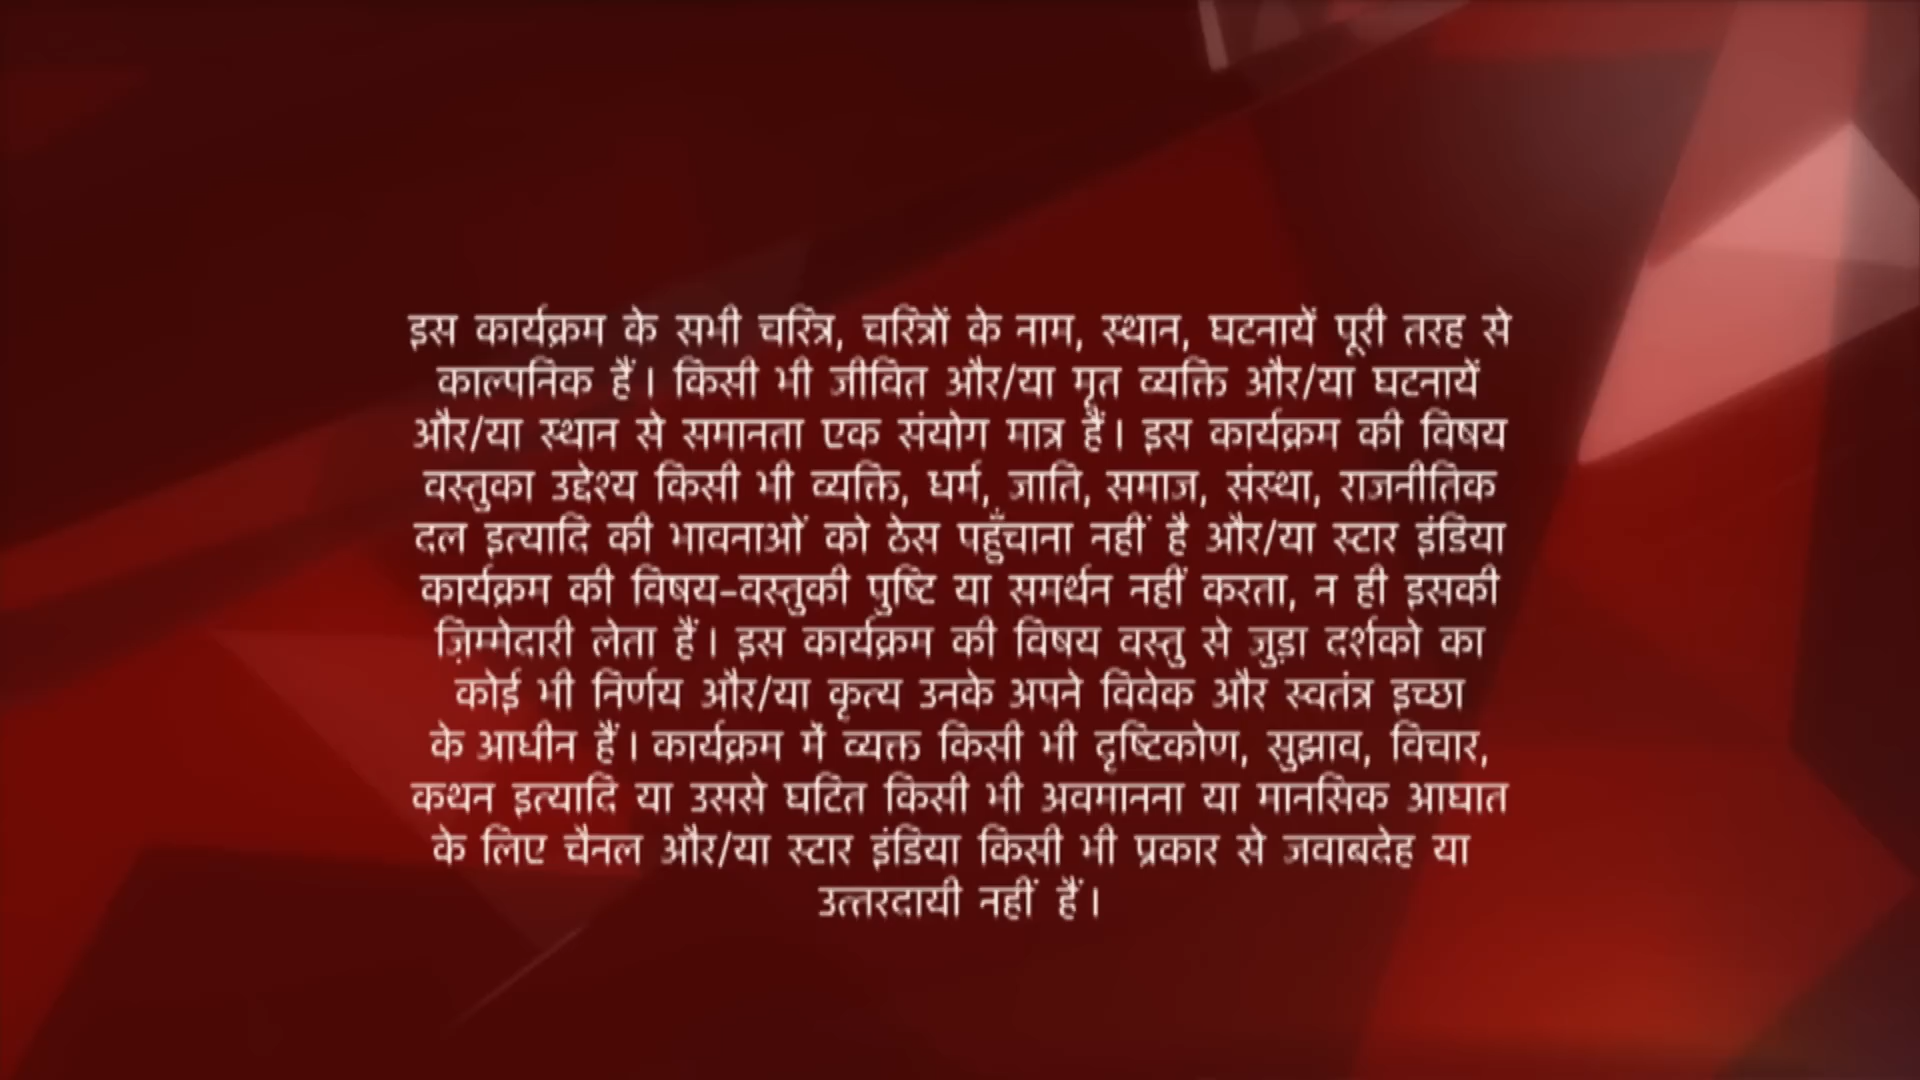 इस कार्यक्रम के सभी चरित्र, चरित्रों के नाम, स्थान, घटनायें पूरी तरह से
काल्पनिक हैं। किसी भी जीवित और/या मृत व्यक्ति और/या घटनायें
और/या स्थान से समानता एक संयोग मात्र हैं। इस कार्यक्रम की विषय
वस्तुका उद्देश्य किसी भी व्यक्ति, धर्म, जाति, समाज, संस्था, राजनीतिक
दल इत्यादि की भावनाओं को ठेस पहुँचाना नहीं है और/या स्टार इंडिया
कार्यक्रम की विषय-वस्तुकी पुष्टि या समर्थन नहीं करता, न ही इसकी
ज़िम्मेदारी लेता हैं। इस कार्यक्रम की विषय वस्तु से जुड़ा दर्शको का
कोई भी निर्णय और/या कृत्य उनके अपने विवेक और स्वतंत्र इच्छा
के आधीन हैं। कार्यक्रम में व्यक्त किसी भी दृष्टिकोण, सुझाव, विचार,
कथन इत्यादि या उससे घटित किसी भी अवमानना या मानसिक आघात
के लिए चैनल और/या स्टार इंडिया किसी भी प्रकार से जवाबदेह या
उत्तरदायी नहीं हैं।